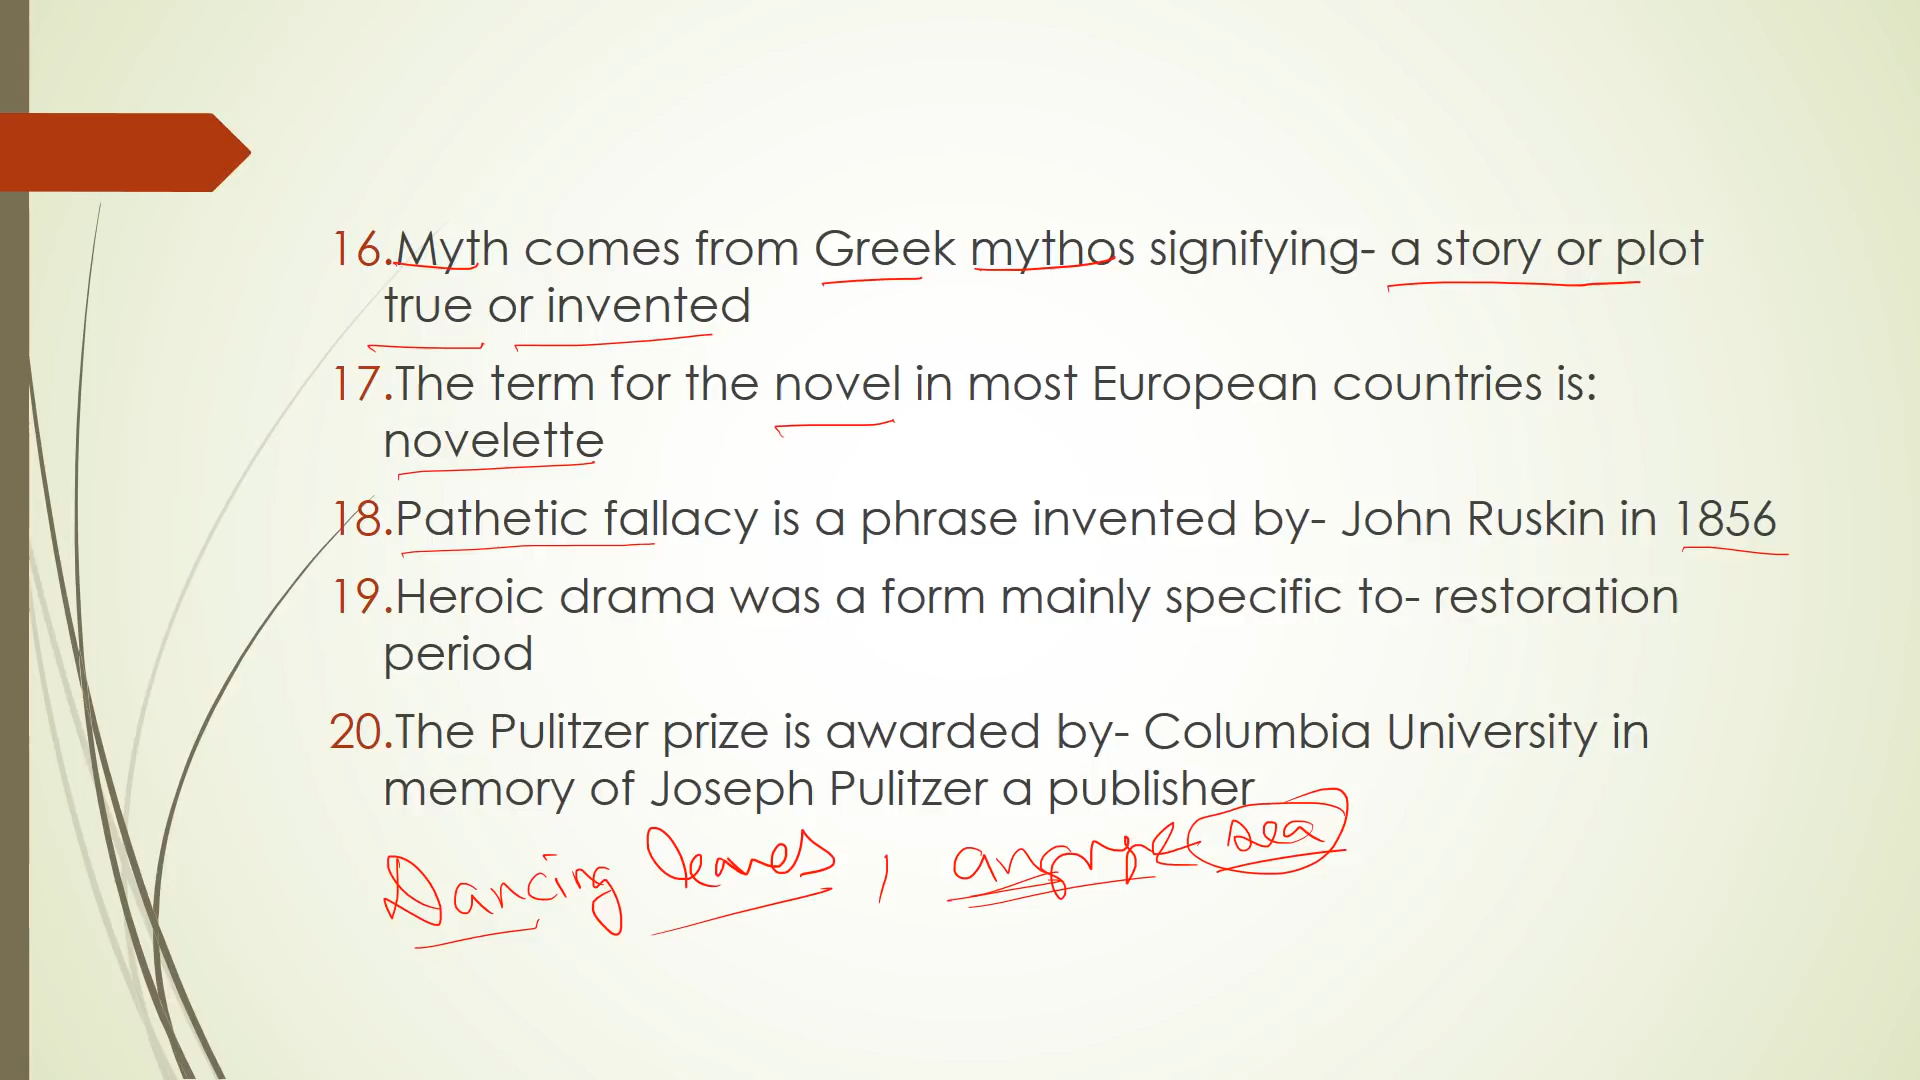 16.Myth comes from Greek mythos signifying- a story or plot
true or invented
17.The term for the novel in most European countries is:
novelette
18.Pathetic fallacy is a phrase invented by- John Ruskin in 1856
19.Heroic drama was a form mainly specific to- restoration
period
20.The Pulitzer prize is awarded by- Columbia University in
memory of Joseph Pulitzer a publisher
Dancing leaves , sea